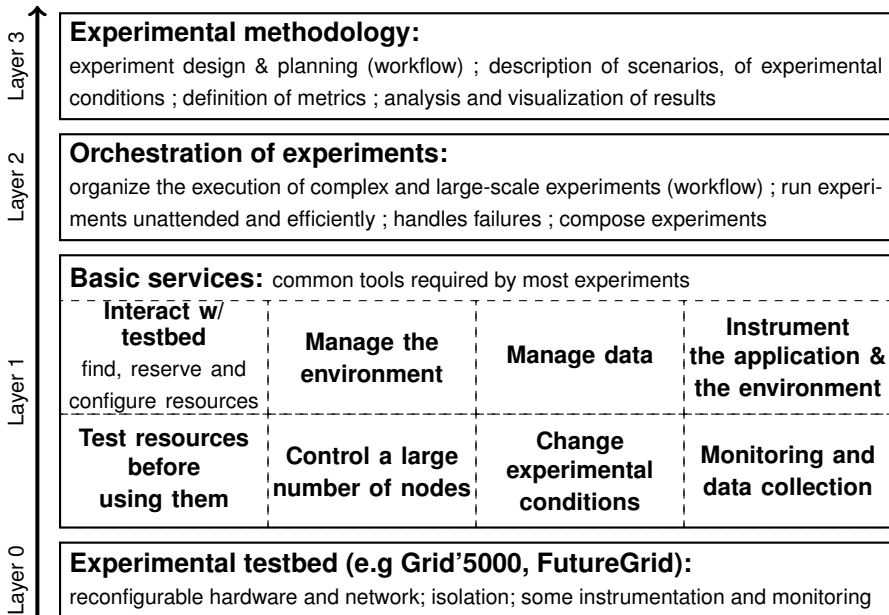 Layer 3
Experimental methodology:
experiment design & planning (workflow) ; description of scenarios, of experimental
conditions ; definition of metrics ; analysis and visualization of results
Layer 2
Orchestration of experiments:
organize the execution of complex and large-scale experiments (workflow) ; run experi-
ments unattended and efficiently ; handles failures ; compose experiments
Layer 1
Basic services: common tools required by most experiments
Interact w/
testbed
find, reserve and
configure resources
Manage the
environment
Manage data
Instrument
the application &
the environment
Test resources
before
using them
Control a large
number of nodes
Change
experimental
conditions
Monitoring and
data collection
Layer 0
Experimental testbed (e.g Grid'5000, FutureGrid):
reconfigurable hardware and network; isolation; some instrumentation and monitoring